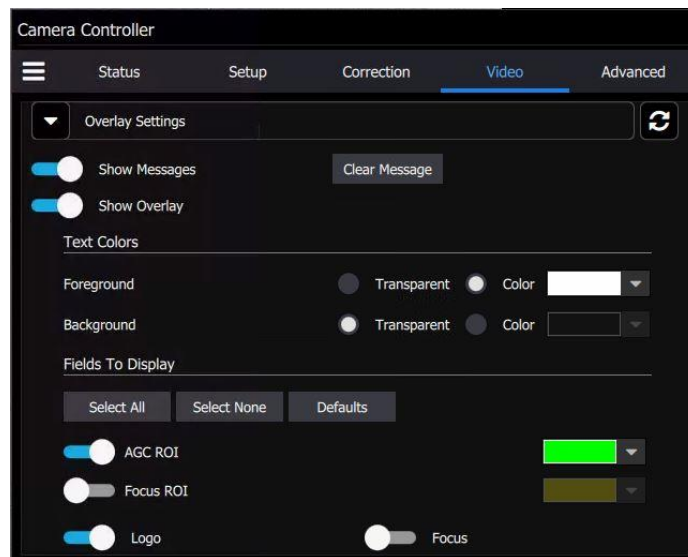 Camera Controller
Status Setup Correction Video Advanced
Overlay Settings
Show Messages Clear Message
Show Overlay
Text Colors
Foreground Transparent Color
Background Transparent Color
Fields To Display
Select All Select None Defaults
AGC ROI
Focus ROI
Logo Focus